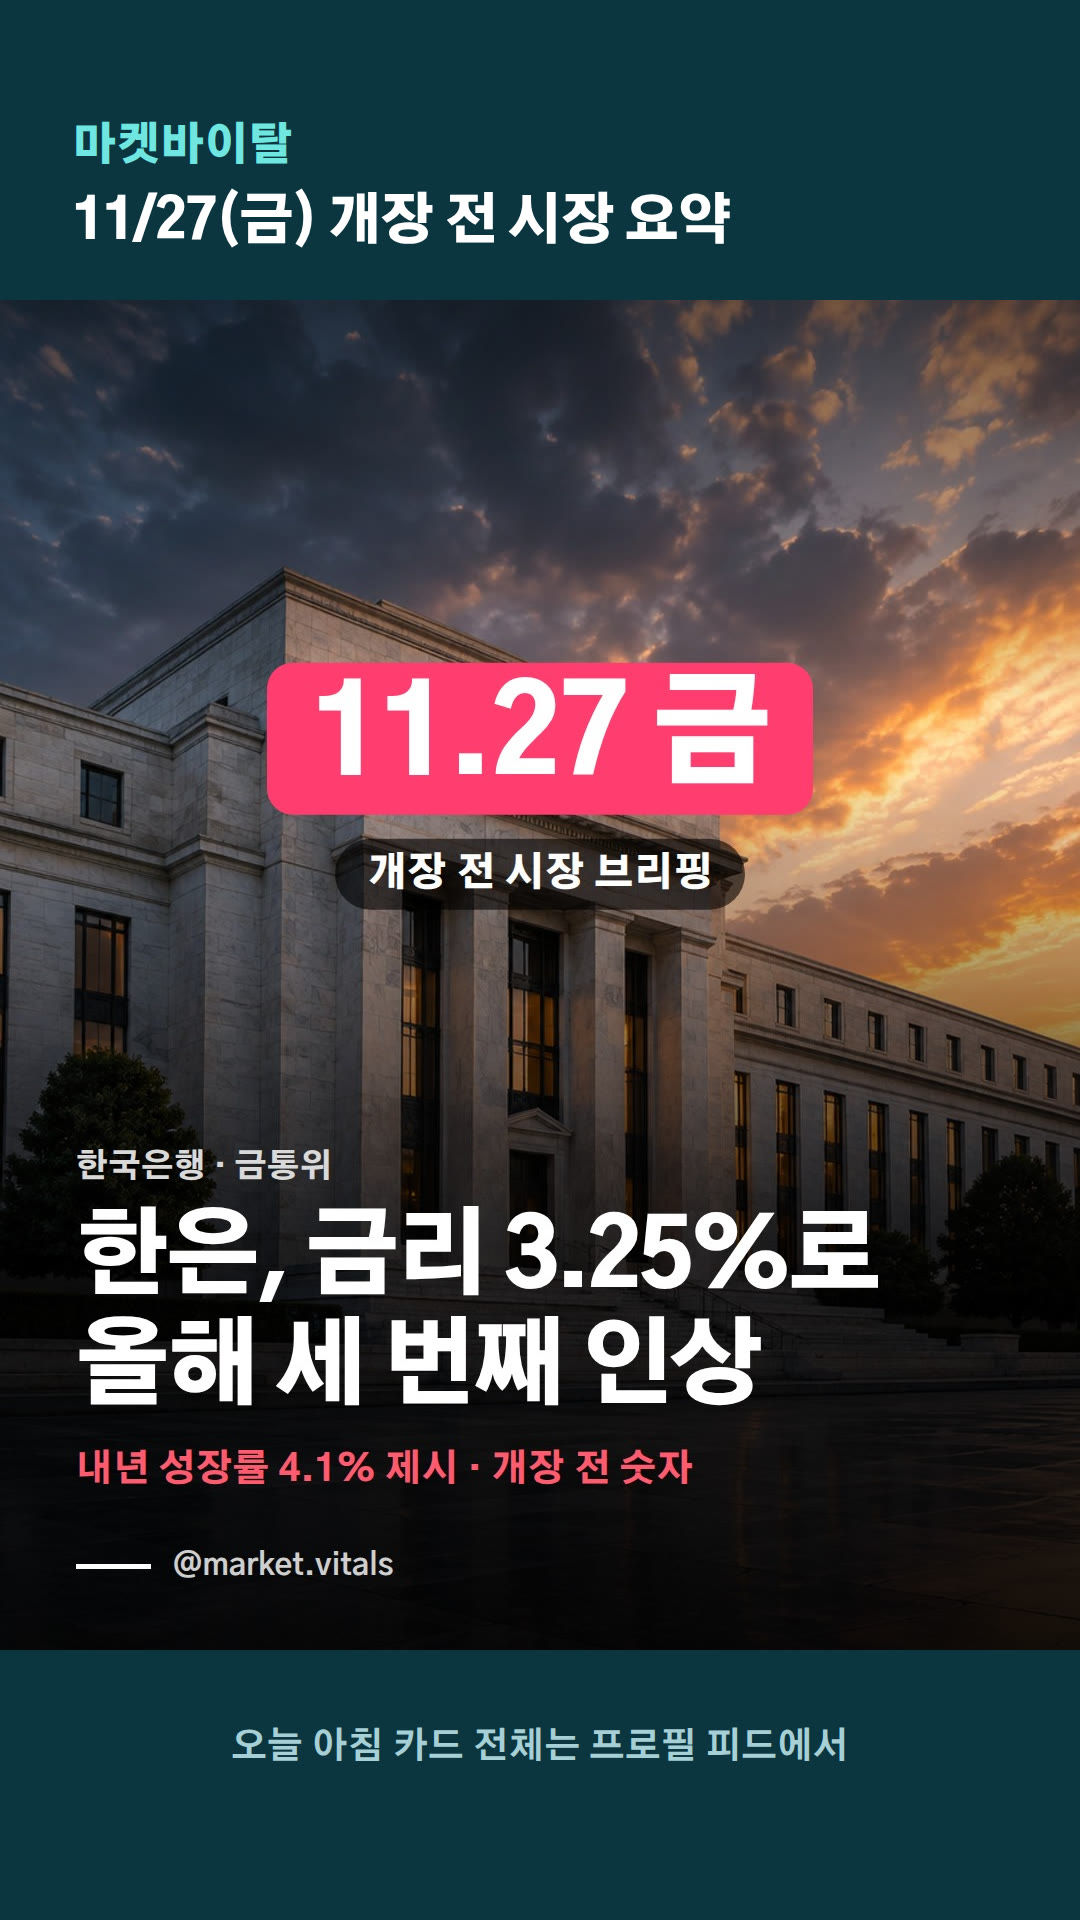 마켓바이탈
11/27(금) 개장 전 시장 요약
11.27 금
개장 전 시장 브리핑
한국은행 · 금통위
한은, 금리 3.25%로
올해 세 번째 인상
내년 성장률 4.1% 제시 · 개장 전 숫자
@market.vitals
오늘 아침 카드 전체는 프로필 피드에서